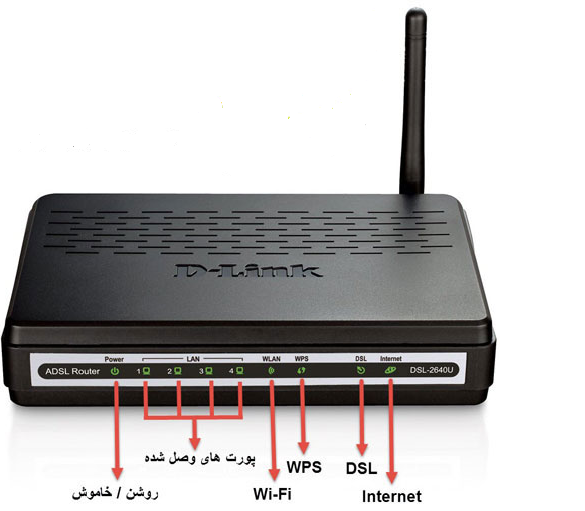 D-Link
Power LAN WLAN WPS DSL Internet
ADSL Router 1 2 3 4 DSL-2640U
پورت های وصل شده
WPS
DSL
روشن / خاموش
Wi-Fi
Internet